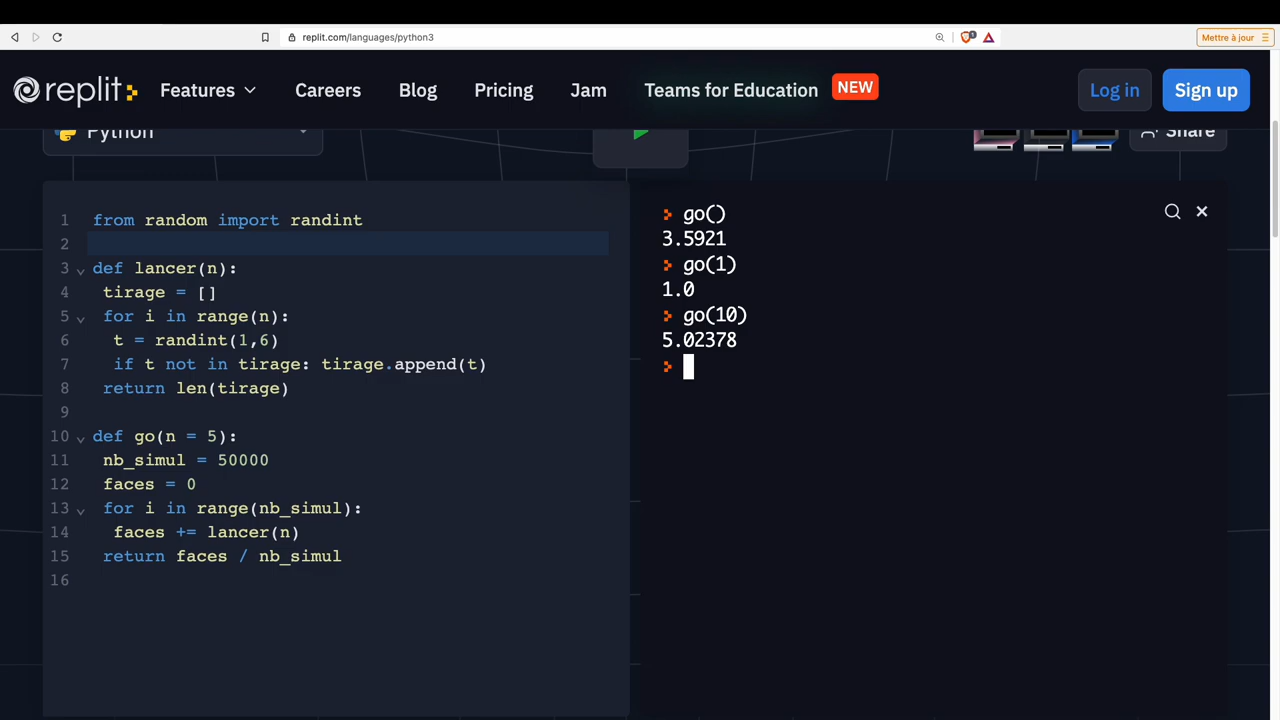 replit.com/languages/python3
1
Mettre à jour
replit
Features
Careers
Blog
Pricing
Jam
Teams for Education
NEW
Log in
Sign up
Python
Share
1 from random import randint
2
3 def lancer(n):
4 tirage = []
5 for i in range(n):
6 t = randint(1,6)
7 if t not in tirage: tirage.append(t)
8 return len(tirage)
9
10 def go(n = 5):
11 nb_simul = 50000
12 faces = 0
13 for i in range(nb_simul):
14 faces += lancer(n)
15 return faces / nb_simul
16
go()
3.5921
go(1)
1.0
go(10)
5.02378